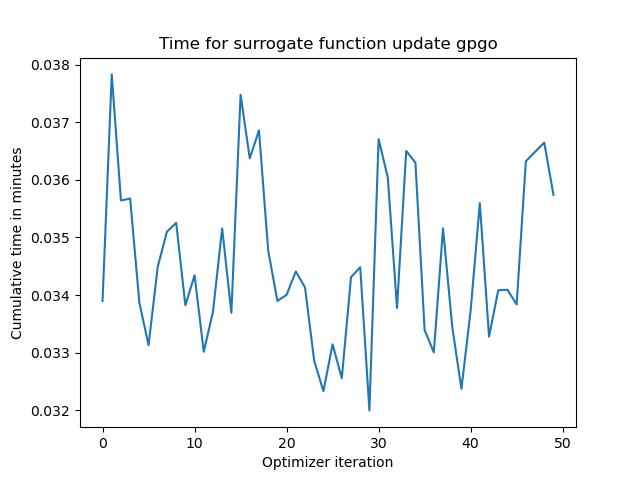 Time for surrogate function update gpgo
0.038
0.037
0.036
0.035
0.034
0.033
0.032
Cumulative time in minutes
0 10 20 30 40 50
Optimizer iteration